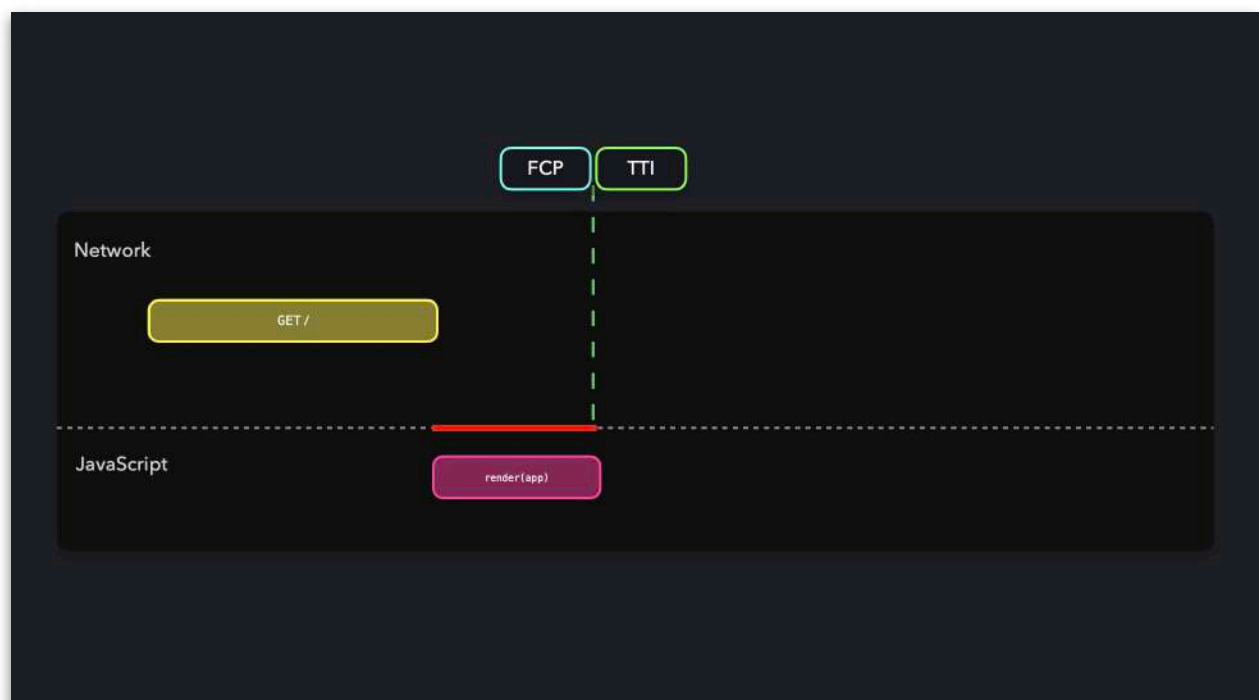 FCP
TTI
Network
GET /
JavaScript
render(app)